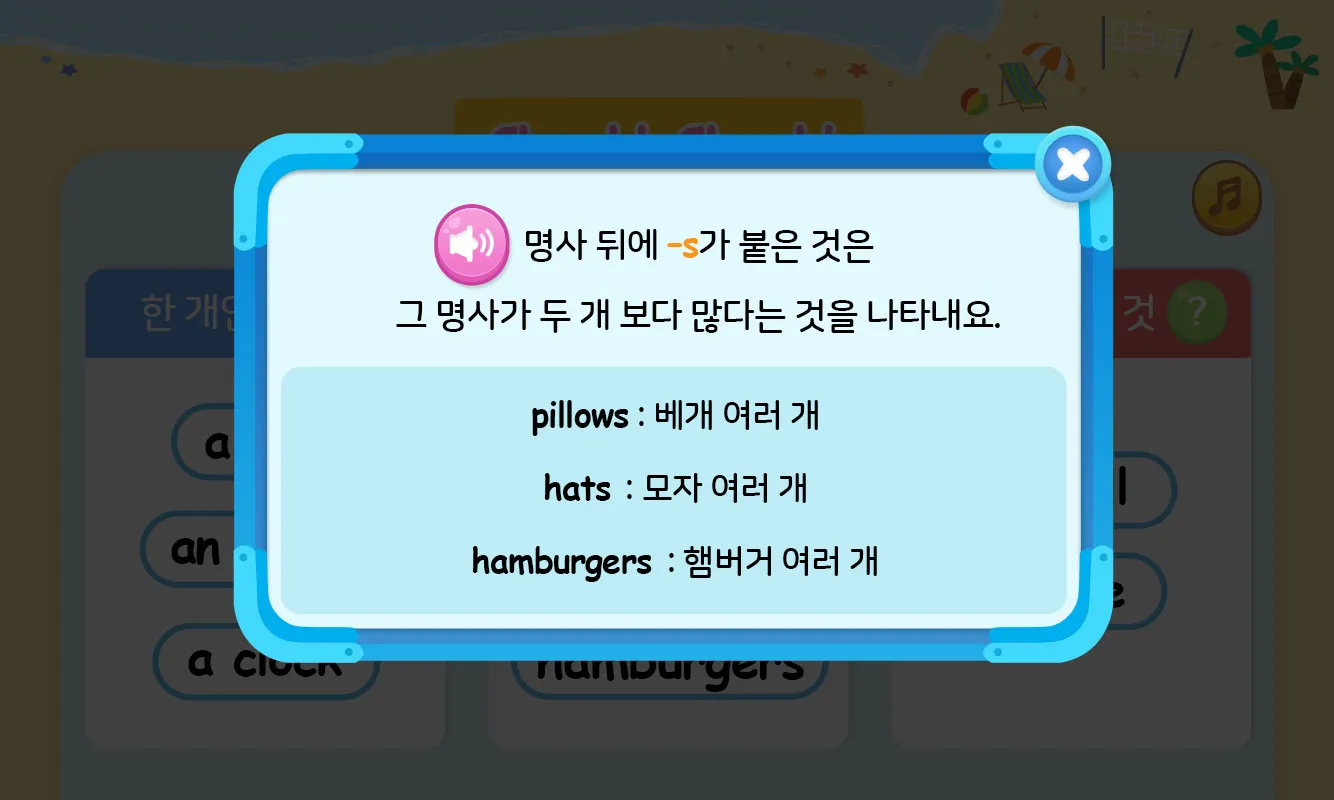 명사 뒤에 -s가 붙은 것은
그 명사가 두 개 보다 많다는 것을 나타내요.
pillows : 베개 여러 개
hats : 모자 여러 개
hamburgers : 햄버거 여러 개
한 개인
것 ?
a
an
a clock
hamburgers
l
e